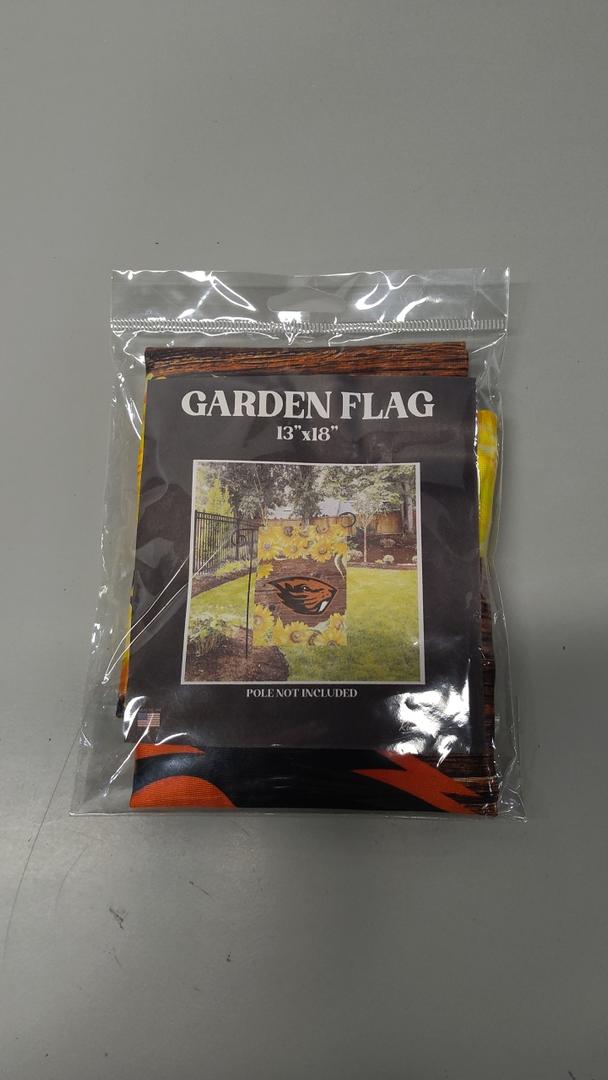 GARDEN FLAG
13”x18”
POLE NOT INCLUDED